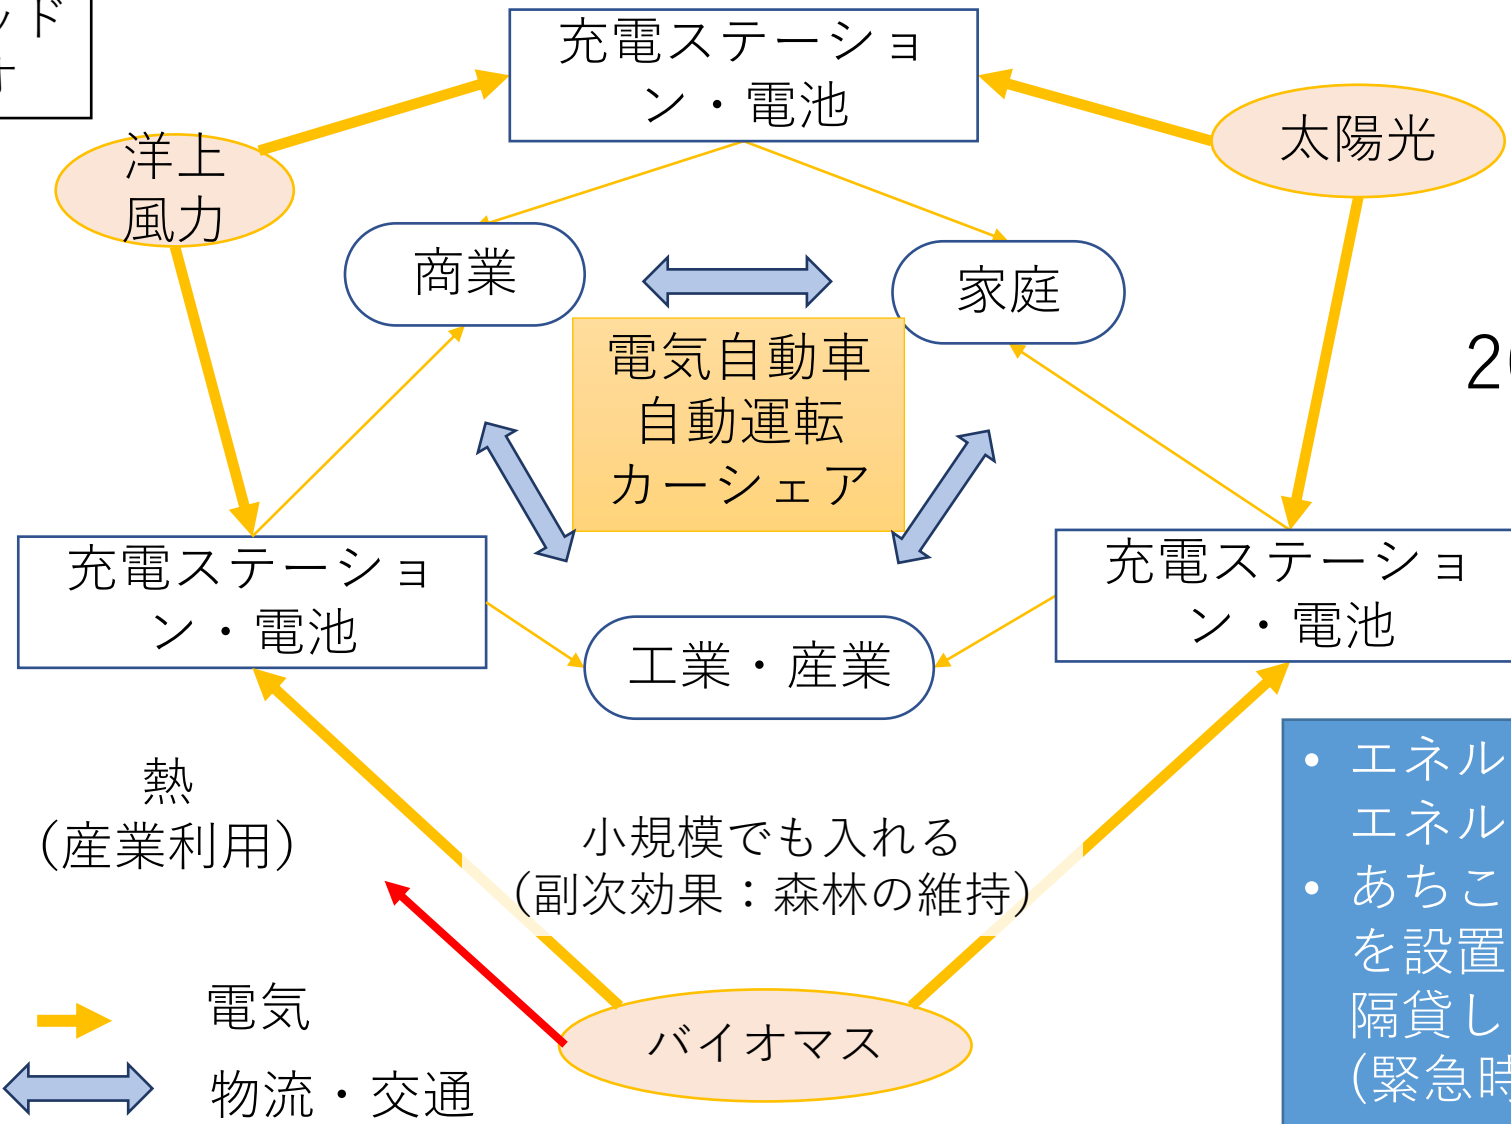 ッド
オ
充電ステーショ
ン・電池
洋上
風力
太陽光
商業
家庭
電気自動車
自動運転
カーシェア
20
充電ステーショ
ン・電池
充電ステーショ
ン・電池
工業・産業
• エネル
エネル
• あちこ
を設置
隔貸し
(緊急時
熱
(産業利用)
小規模でも入れる
(副次効果：森林の維持)
バイオマス
電気
物流・交通